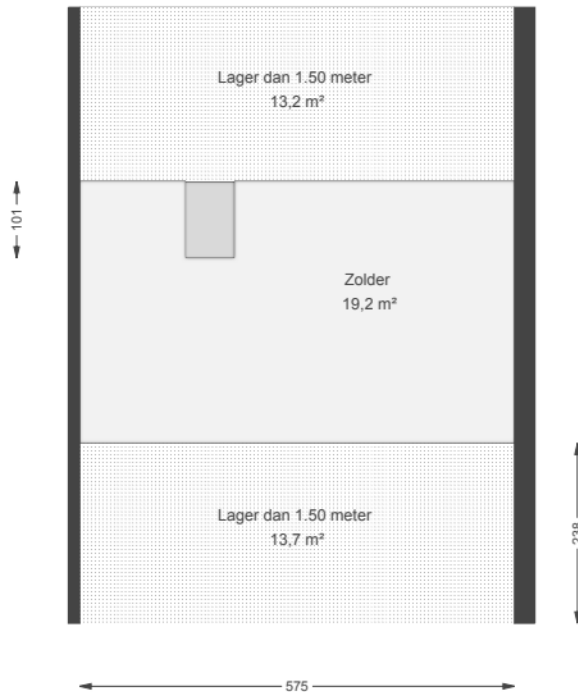 Lager dan 1.50 meter
13,2 m²
101
Zolder
19,2 m²
Lager dan 1.50 meter
13,7 m²
238
575